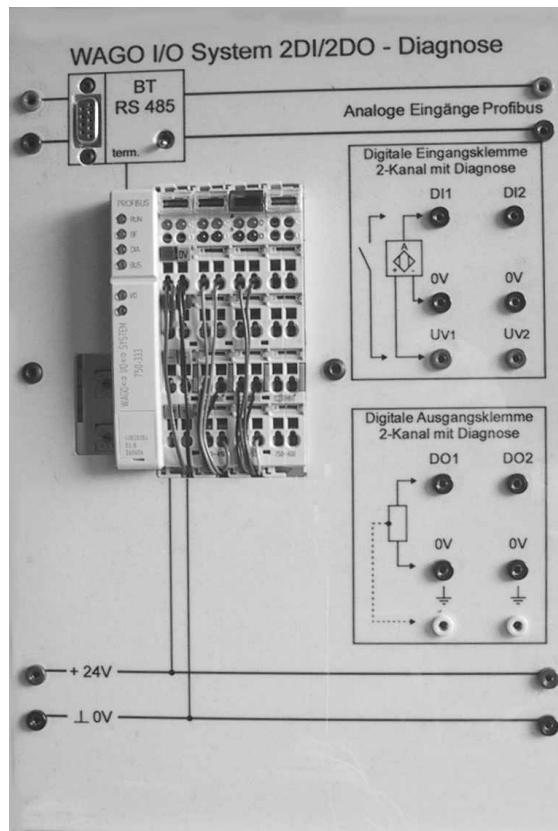 WAGO I/O System 2DI/2DO - Diagnose
BT
RS 485
term.
Analoge Eingänge Profibus
Digitale Eingangsklemme
2-Kanal mit Diagnose
DI1 DI2
A
0V 0V
UV1 UV2
PROFIBUS
RUN
BF
DIA
BUS
I/O
WAGO I/O SYSTEM
750-333
Digitale Ausgangsklemme
2-Kanal mit Diagnose
DO1 DO2
0V 0V
+ 24V
⊥ 0V